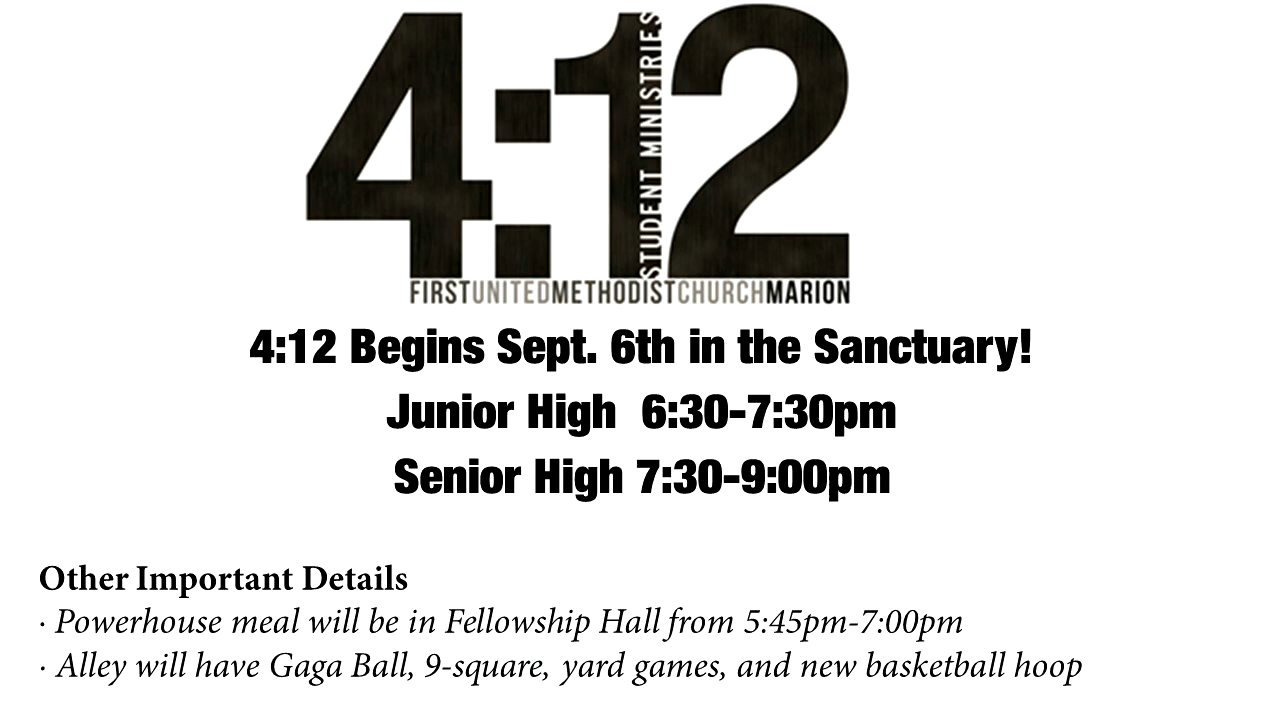 4:12
STUDENT MINISTRIES
FIRSTUNITEDMETHODISTCHURCHMARION
4:12 Begins Sept. 6th in the Sanctuary!
Junior High  6:30-7:30pm
Senior High 7:30-9:00pm
Other Important Details
· Powerhouse meal will be in Fellowship Hall from 5:45pm-7:00pm
· Alley will have Gaga Ball, 9-square, yard games, and new basketball hoop